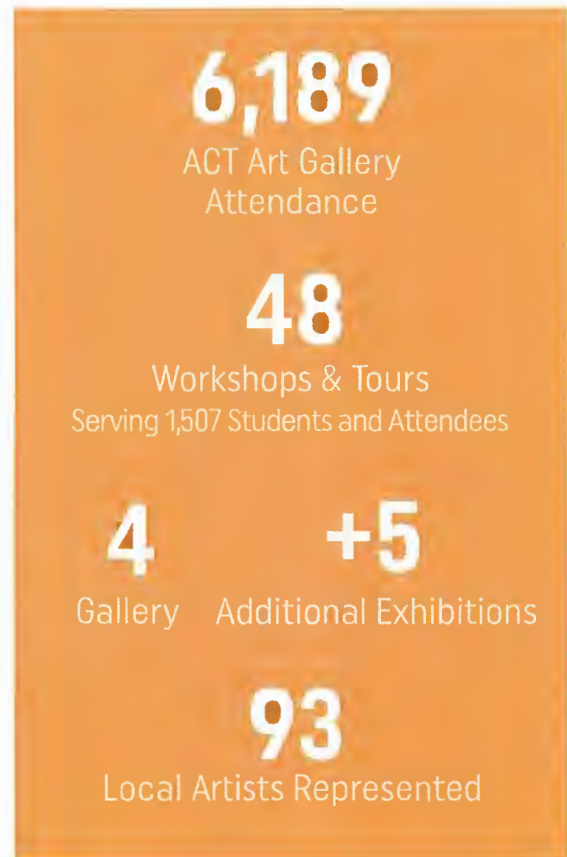 6,189
ACT Art Gallery
Attendance
48
Workshops & Tours
Serving 1,507 Students and Attendees
4 +5
Gallery Additional Exhibitions
93
Local Artists Represented